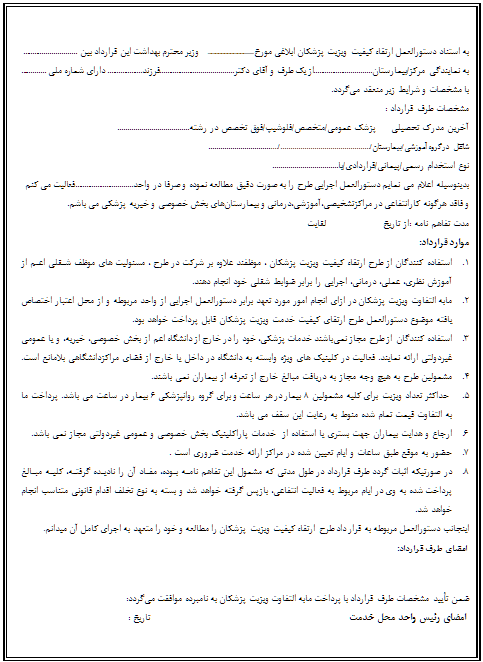 به استناد دستورالعمل ارتقاء کیفیت ویزیت پزشکان ابلاغی مورخ........................ وزیر محترم بهداشت این قرارداد بین ............................
به نمایندگی مرکز/بیمارستان.............................از یک طرف و آقای دکتر....................................فرزند................... دارای شماره ملی ..............
با مشخصات و شرایط زیر منعقد می‌گردد.
مشخصات طرف قرارداد :
آخرین مدرک تحصیلی پزشک عمومی/متخصص/فلوشیپ/فوق تخصص در رشته....................................
شاغل در گروه آموزشی/بیمارستان/......................................../..............................
نوع استخدام رسمی/پیمانی/قراردادی/یا..............................
بدینوسیله اعلام می نمایم دستورالعمل اجرایی طرح را به صورت دقیق مطالعه نموده و صرفا در واحد............................فعالیت می کنم
و فاقد هرگونه کارانتفاعی در مراکزتشخیصی،آموزشی،درمانی و بیمارستان‌های بخش خصوصی و خیریه پزشکی می باشم.
مدت تفاهم نامه :از تاریخ لغایت
موارد قرارداد:
۱. استفاده کنندگان از طرح ارتقاء کیفیت ویزیت پزشکان ، موظفند علاوه بر شرکت در طرح ، مسئولیت های موظف شغلی اعم از
آموزش نظری، عملی، درمانی، اجرایی را برابر ضوابط شغلی خود انجام دهند.
۲. مابه التفاوت ویزیت پزشکان در ازای انجام امور مورد تعهد برابر دستورالعمل اجرایی از واحد مربوطه و از محل اعتبار اختصاص
یافته موضوع دستورالعمل طرح ارتقای کیفیت خدمت ویزیت پزشکان قابل پرداخت خواهد بود.
۳. استفاده کنندگان از طرح مجاز نمی‌باشند خدمات پزشکی، خود را در خارج از دانشگاه اعم از بخش خصوصی، خیریه، و یا عمومی
غیردولتی ارائه نمایند. فعالیت در کلینیک های ویژه وابسته به دانشگاه در داخل یا خارج از فضای مراکزدانشگاهی بلامانع است.
۴. مشمولین طرح به هیچ وجه مجاز به دریافت مبالغ خارج از تعرفه از بیماران نمی باشند.
۵. حداکثر تعداد ویزیت برای کلیه مشمولین ۸ بیمار در هر ساعت و برای گروه روانپزشکی ۶ بیمار در ساعت می باشد. پرداخت ما
به التفاوت قیمت تمام شده منوط به رعایت این سقف می باشد.
۶. ارجاع و هدایت بیماران جهت بستری یا استفاده از خدمات پاراکلینیک بخش خصوصی و عمومی غیردولتی مجاز نمی باشد.
۷. حضور به موقع طبق ساعات و ایام تعیین شده در مراکز ارائه خدمت ضروری است .
۸. در صورتیکه اثبات گردد طرف قرارداد در طول مدتی که مشمول این تفاهم نامه بوده، مفاد آن را نادیده گرفته، کلیه مبالغ
پرداخت شده به وی در ایام مربوط به فعالیت انتفاعی، بازپس گرفته خواهد شد و بسته به نوع تخلف اقدام قانونی متناسب انجام
خواهد شد.
اینجانب دستورالعمل مربوطه به قرارداد طرح ارتقاء کیفیت ویزیت پزشکان را مطالعه و خود را متعهد به اجرای کامل آن میدانم.
امضای طرف قرارداد:
ضمن تأیید مشخصات طرف قرارداد با پرداخت مابه التفاوت ویزیت پزشکان به نامبرده موافقت می‌گردد:
امضای رئیس واحد محل خدمت تاریخ :